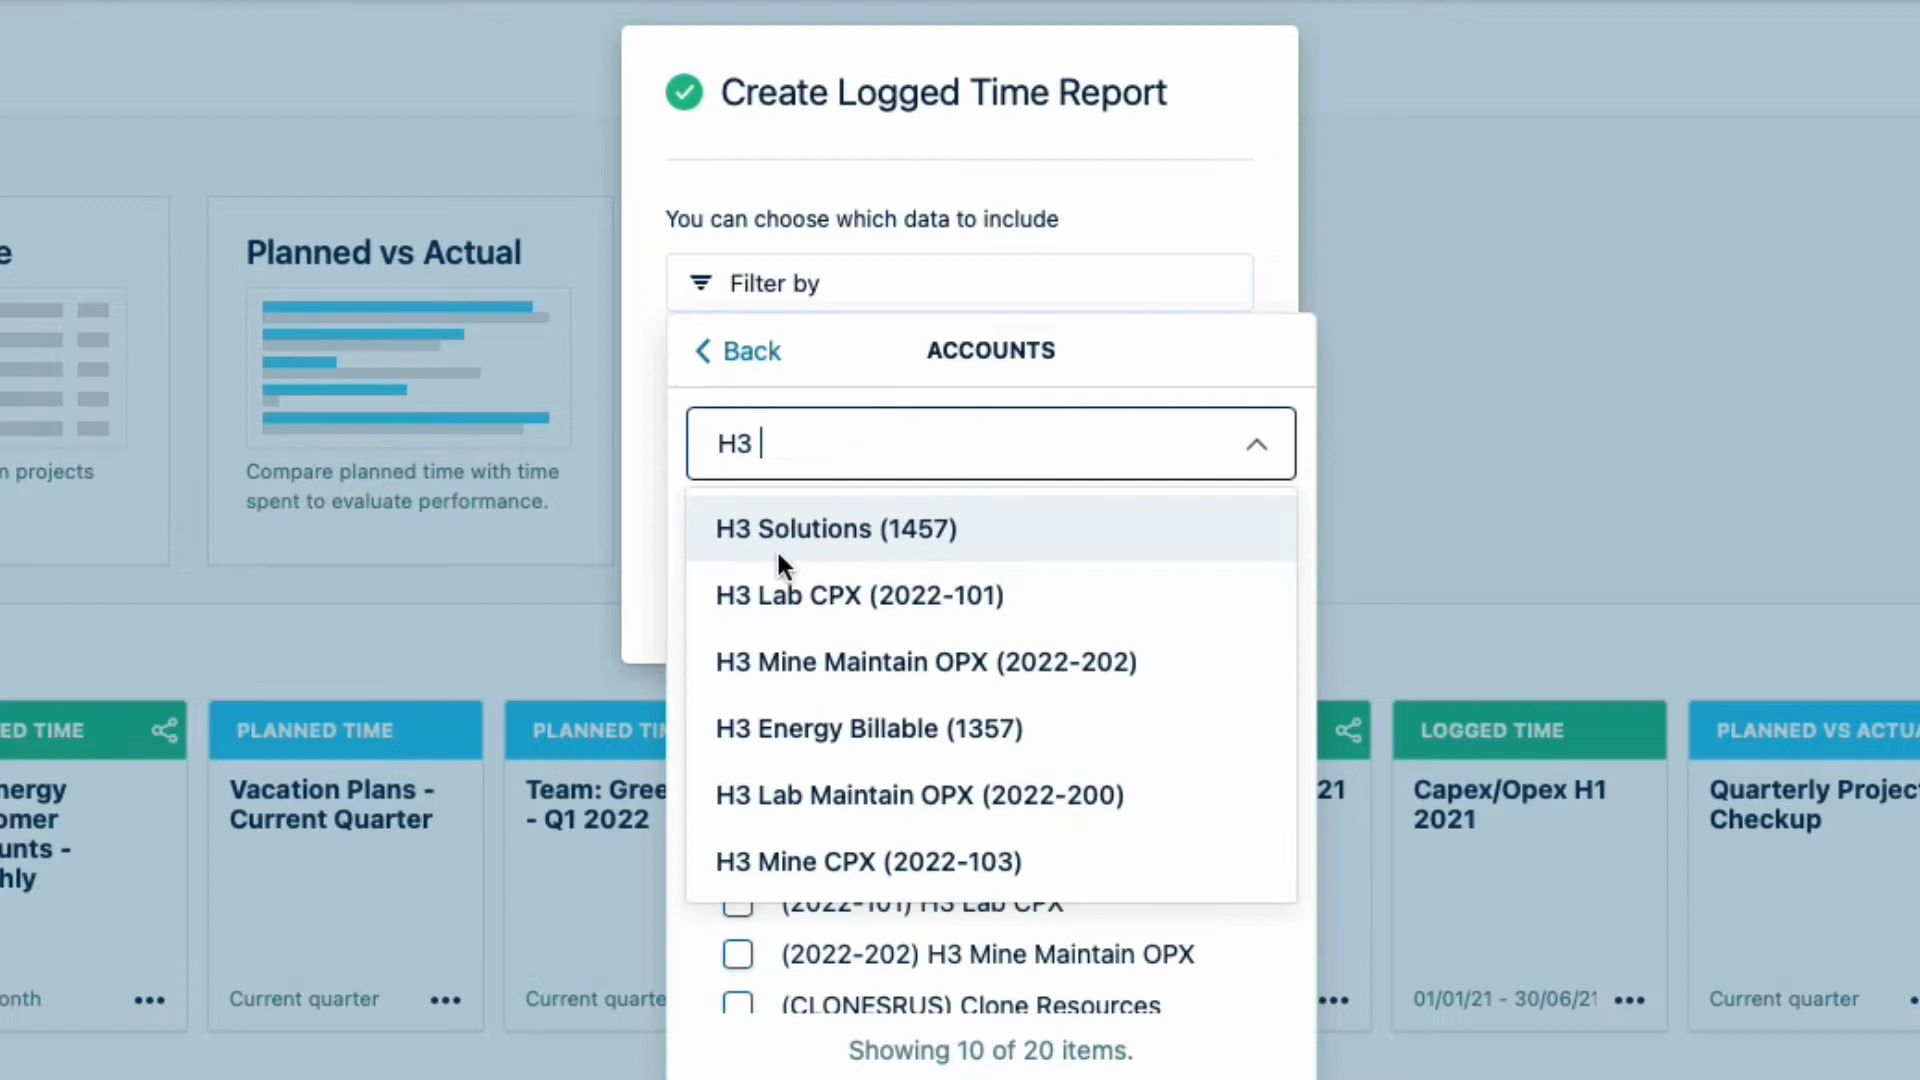 Create Logged Time Report
You can choose which data to include
Filter by
Back
ACCOUNTS
H3
H3 Solutions (1457)
H3 Lab CPX (2022-101)
H3 Mine Maintain OPX (2022-202)
H3 Energy Billable (1357)
H3 Lab Maintain OPX (2022-200)
H3 Mine CPX (2022-103)
(2022-101) H3 Lab CPX
(2022-202) H3 Mine Maintain OPX
(CLONESRUS) Clone Resources
Showing 10 of 20 items.
e
n projects
Planned vs Actual
Compare planned time with time
spent to evaluate performance.
ED TIME
nergy
omer
unts -
hly
onth
PLANNED TIME
Vacation Plans -
Current Quarter
Current quarter
PLANNED TI
Team: Gree
- Q1 2022
Current quarte
21
LOGGED TIME
Capex/Opex H1
2021
01/01/21 - 30/06/21
PLANNED VS ACTUA
Quarterly Projec
Checkup
Current quarter